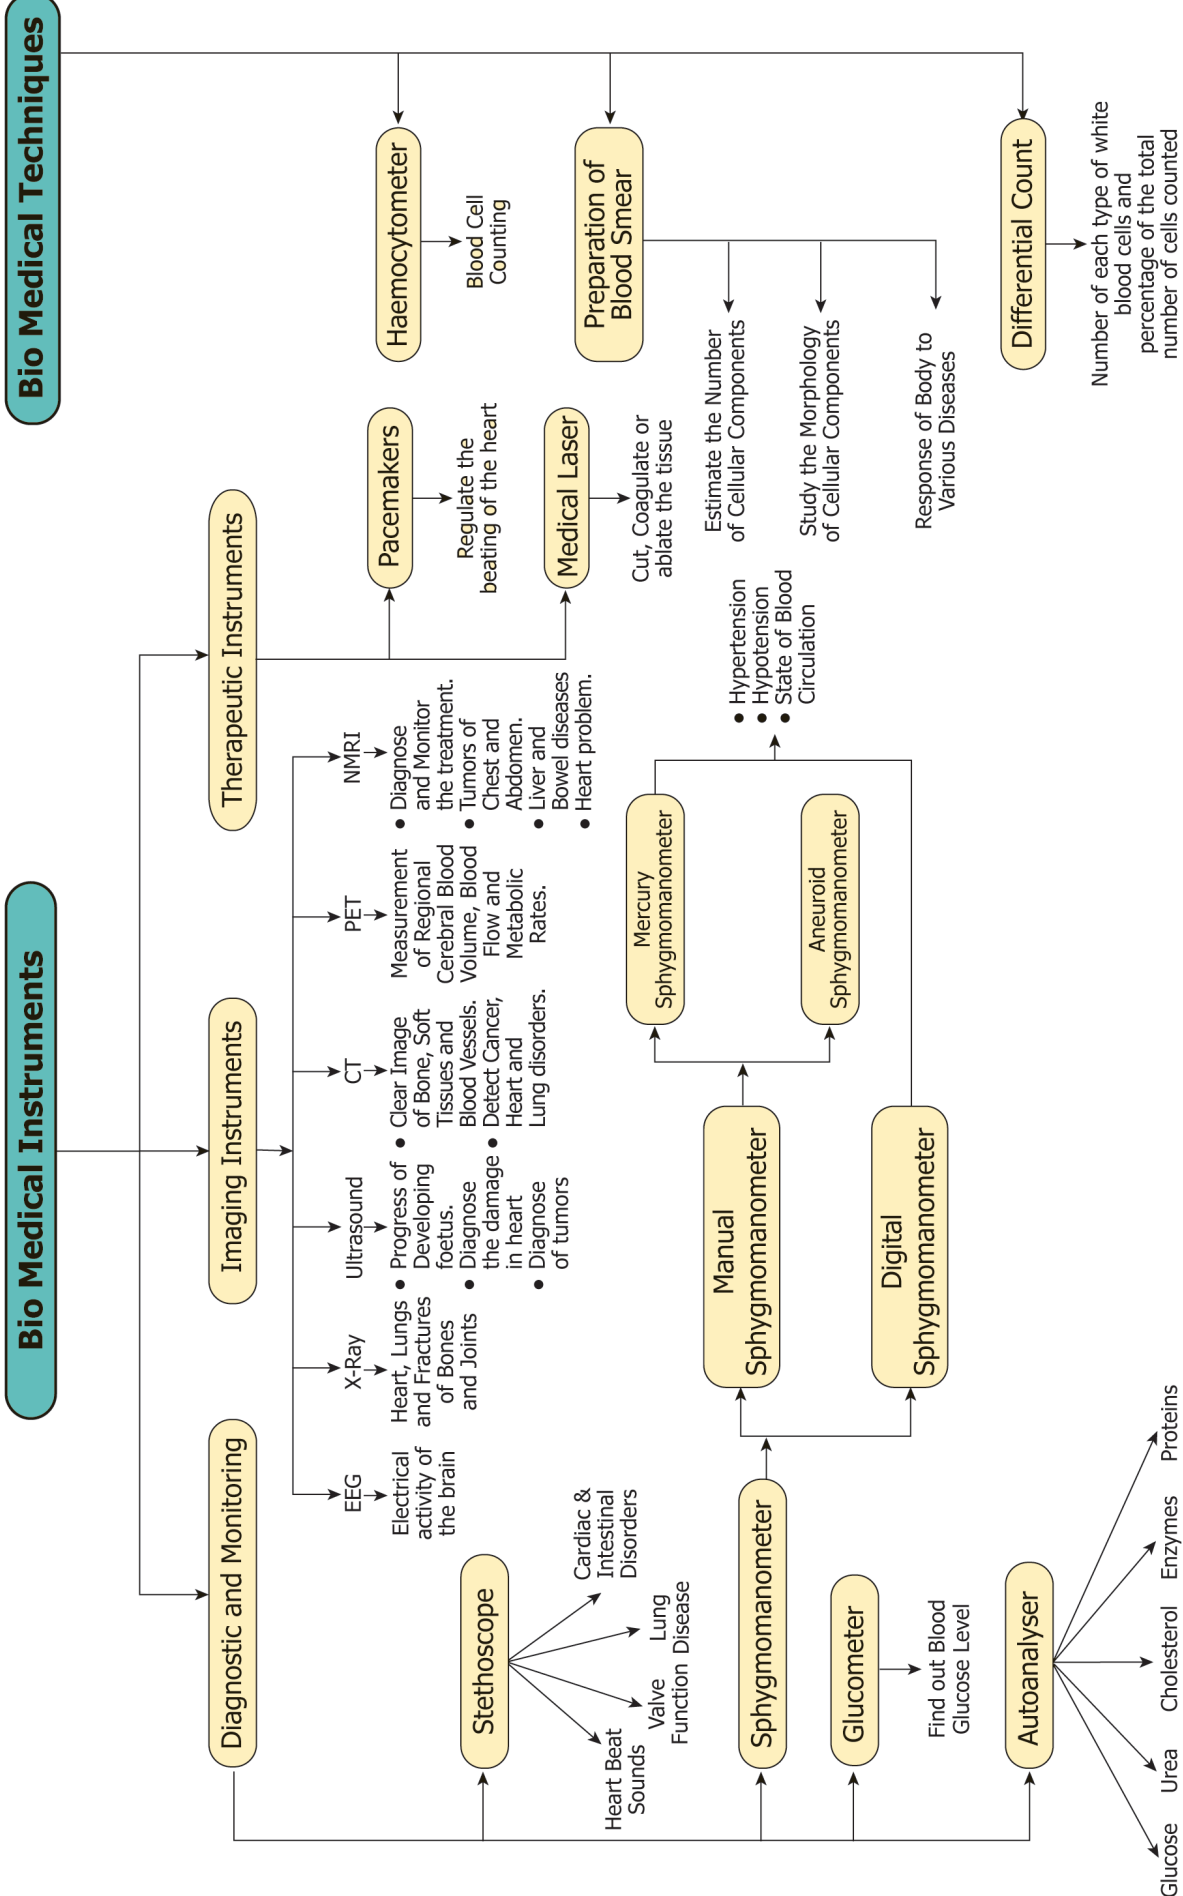 Bio Medical Instruments
Bio Medical Techniques
Diagnostic and Monitoring
Imaging Instruments
Therapeutic Instruments
EEG
Electrical
activity of
the brain
X-Ray
Heart, Lungs
and Fractures
of Bones
and Joints
Ultrasound
• Progress of
Developing
foetus.
• Diagnose
the damage
in heart
• Diagnose
of tumors
CT
• Clear Image
of Bone, Soft
Tissues and
Blood Vessels.
• Detect Cancer,
Heart and
Lung disorders.
PET
Measurement
of Regional
Cerebral Blood
Volume, Blood
Flow and
Metabolic
Rates.
NMRI
• Diagnose
and Monitor
the treatment.
• Tumors of
Chest and
Abdomen.
• Liver and
Bowel diseases
• Heart problem.
Pacemakers
Regulate the
beating of the heart
Medical Laser
Cut, Coagulate or
ablate the tissue
Haemocytometer
Blood Cell
Counting
Preparation of
Blood Smear
Estimate the Number
of Cellular Components
Study the Morphology
of Cellular Components
Response of Body to
Various Diseases
Differential Count
Number of each type of white
blood cells and
percentage of the total
number of cells counted
Stethoscope
Heart Beat
Sounds
Valve
Function
Lung
Disease
Cardiac &
Intestinal
Disorders
Sphygmomanometer
Manual
Sphygmomanometer
Digital
Sphygmomanometer
Mercury
Sphygmomanometer
Aneuroid
Sphygmomanometer
• Hypertension
• Hypotension
• State of Blood
Circulation
Glucometer
Find out Blood
Glucose Level
Autoanalyser
Glucose
Urea
Cholesterol
Enzymes
Proteins